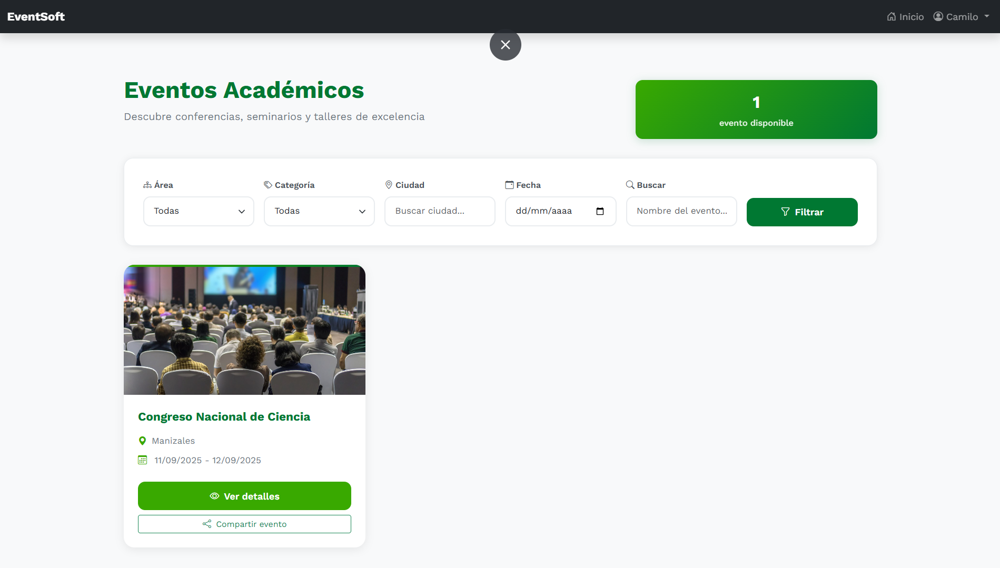 EventSoft
Inicio
Camilo
Eventos Académicos
Descubre conferencias, seminarios y talleres de excelencia
1
evento disponible
Área
Categoría
Ciudad
Fecha
Buscar
Todas
Todas
Buscar ciudad...
dd/mm/aaaa
Nombre del evento...
Filtrar
Congreso Nacional de Ciencia
Manizales
11/09/2025 - 12/09/2025
Ver detalles
Compartir evento